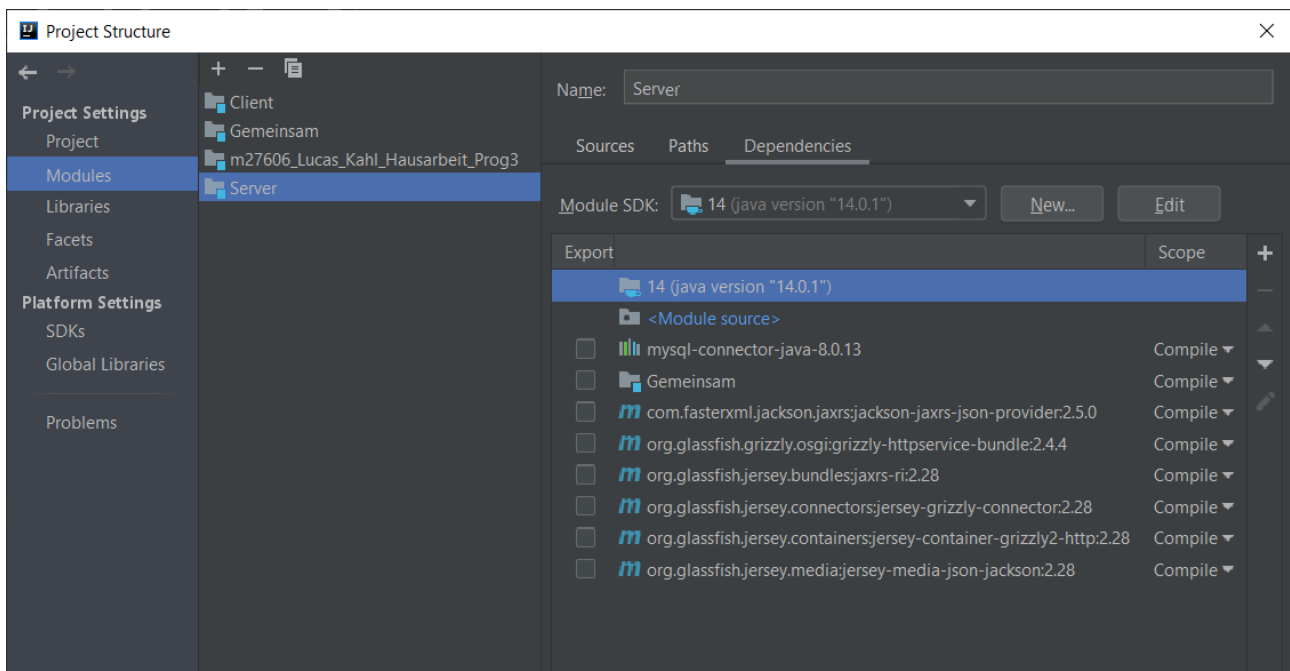 Project Structure
Project Settings
Project
Modules
Libraries
Facets
Artifacts
Platform Settings
SDKs
Global Libraries
Problems
Client
Gemeinsam
m27606_Lucas_Kahl_Hausarbeit_Prog3
Server
Name: Server
Sources Paths Dependencies
Module SDK: 14 (java version "14.0.1") New... Edit
Export Scope
14 (java version "14.0.1")
<Module source>
mysql-connector-java-8.0.13 Compile
Gemeinsam Compile
com.fasterxml.jackson.jaxrs:jackson-jaxrs-json-provider:2.5.0 Compile
org.glassfish.grizzly.osgi:grizzly-httpservice-bundle:2.4.4 Compile
org.glassfish.jersey.bundles:jaxrs-ri:2.28 Compile
org.glassfish.jersey.connectors:jersey-grizzly-connector:2.28 Compile
org.glassfish.jersey.containers:jersey-container-grizzly2-http:2.28 Compile
org.glassfish.jersey.media:jersey-media-json-jackson:2.28 Compile